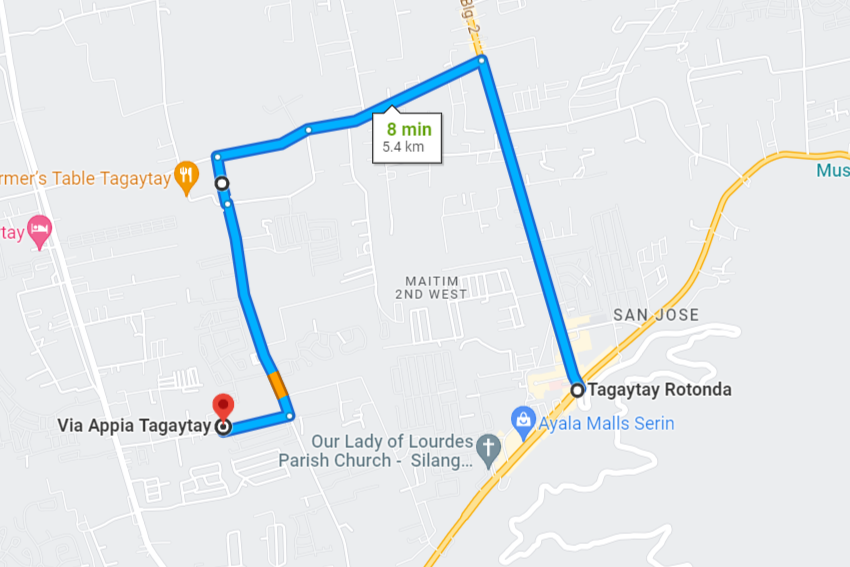 Big. 2...
8 min
5.4 km
rmer's Table Tagaytay
Mus
tay
MAITIM
2ND WEST
SAN JOSE
Tagaytay Rotonda
Via Appia Tagaytay
Ayala Malls Serin
Our Lady of Lourdes
Parish Church - Silang...